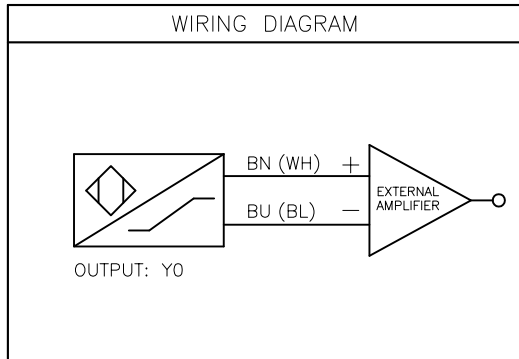 WIRING DIAGRAM
BN (WH) +
BU (BL) −
EXTERNAL
AMPLIFIER
OUTPUT: Y0